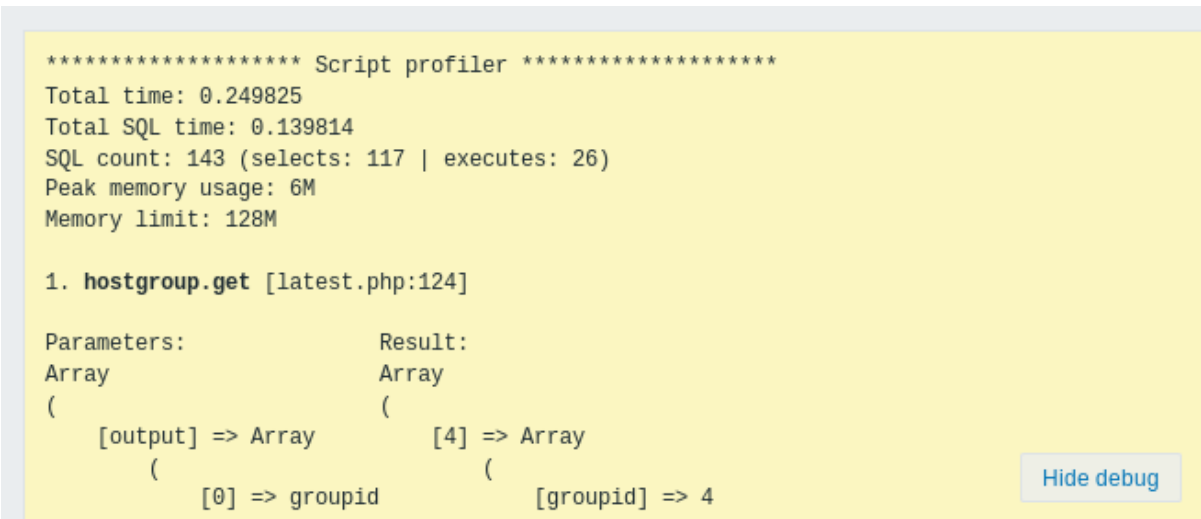 ******************** Script profiler ********************
Total time: 0.249825
Total SQL time: 0.139814
SQL count: 143 (selects: 117 | executes: 26)
Peak memory usage: 6M
Memory limit: 128M

1. hostgroup.get [latest.php:124]

Parameters:               Result:
Array                     Array
(                         (
    [output] => Array         [4] => Array
        (                         (
            [0] => groupid            [groupid] => 4
Hide debug